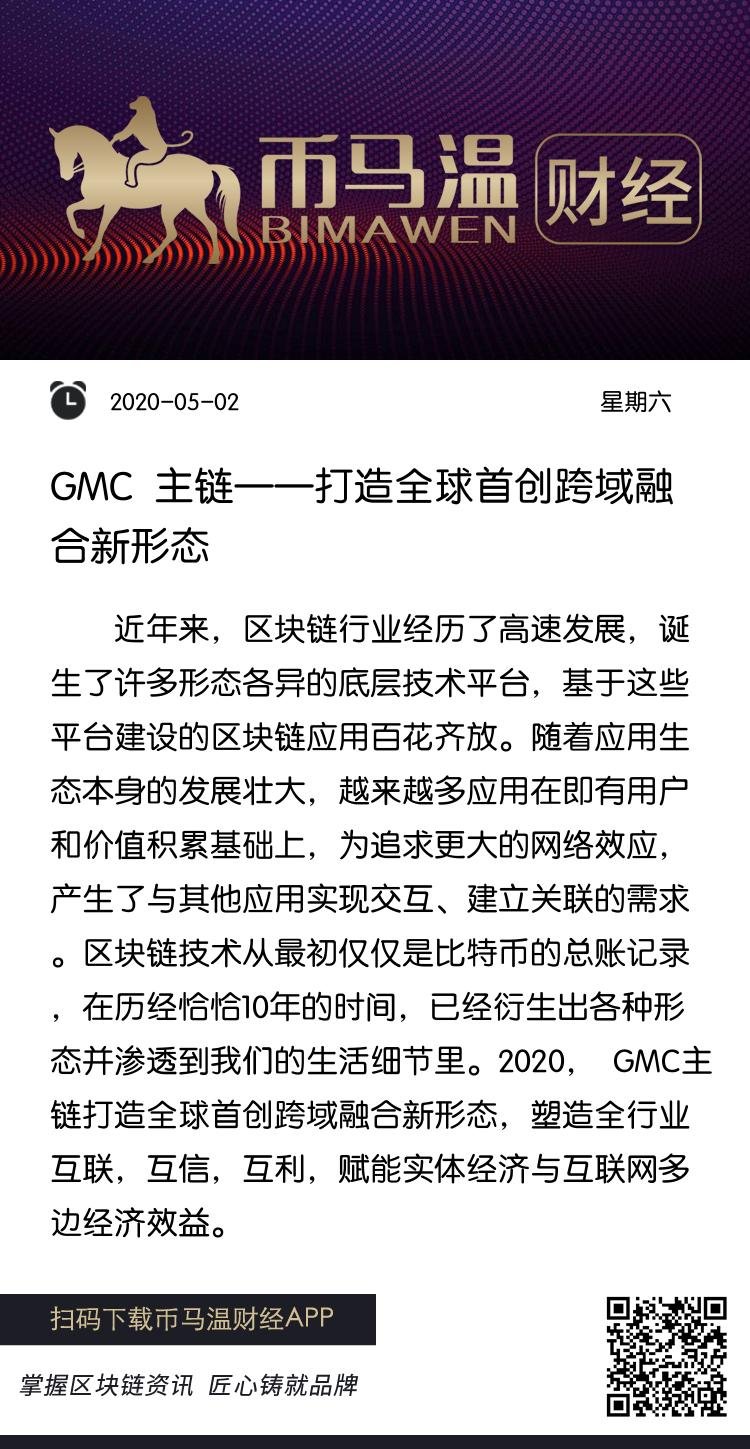 币马温
BIMAWEN
财经
2020-05-02
星期六
GMC 主链——打造全球首创跨域融
合新形态
近年来，区块链行业经历了高速发展，诞
生了许多形态各异的底层技术平台，基于这些
平台建设的区块链应用百花齐放。随着应用生
态本身的发展壮大，越来越多应用在即有用户
和价值积累基础上，为追求更大的网络效应，
产生了与其他应用实现交互、建立关联的需求
。区块链技术从最初仅仅是比特币的总账记录
，在历经恰恰10年的时间，已经衍生出各种形
态并渗透到我们的生活细节里。2020， GMC主
链打造全球首创跨域融合新形态，塑造全行业
互联，互信，互利，赋能实体经济与互联网多
边经济效益。
扫码下载币马温财经APP
掌握区块链资讯 匠心铸就品牌